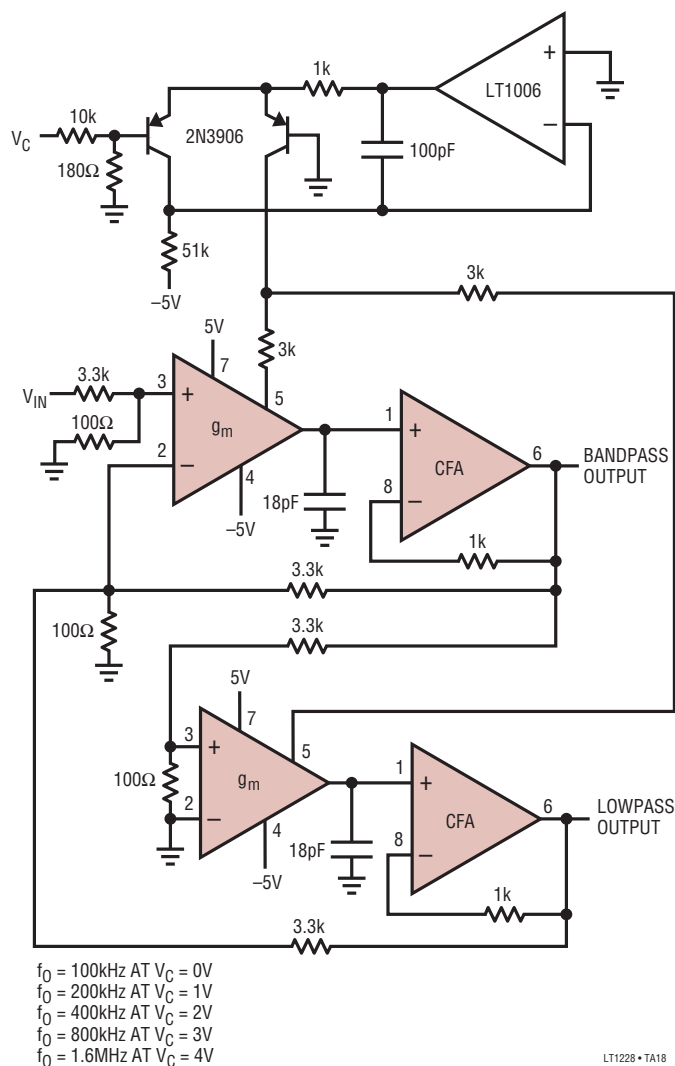 1k
LT1006
+
–
10k
V_C
2N3906
180Ω
100pF
51k
–5V
3k
5V
7
3k
3.3k
V_IN
3
+
5
100Ω
g_m
1
+
6
BANDPASS
OUTPUT
2
–
CFA
4
8
–
18pF
–5V
1k
3.3k
100Ω
3.3k
5V
7
3
+
5
100Ω
g_m
1
+
6
LOWPASS
OUTPUT
2
–
CFA
4
18pF
8
–
–5V
1k
3.3k
f_O = 100kHz AT V_C = 0V
f_O = 200kHz AT V_C = 1V
f_O = 400kHz AT V_C = 2V
f_O = 800kHz AT V_C = 3V
f_O = 1.6MHz AT V_C = 4V
LT1228 • TA18